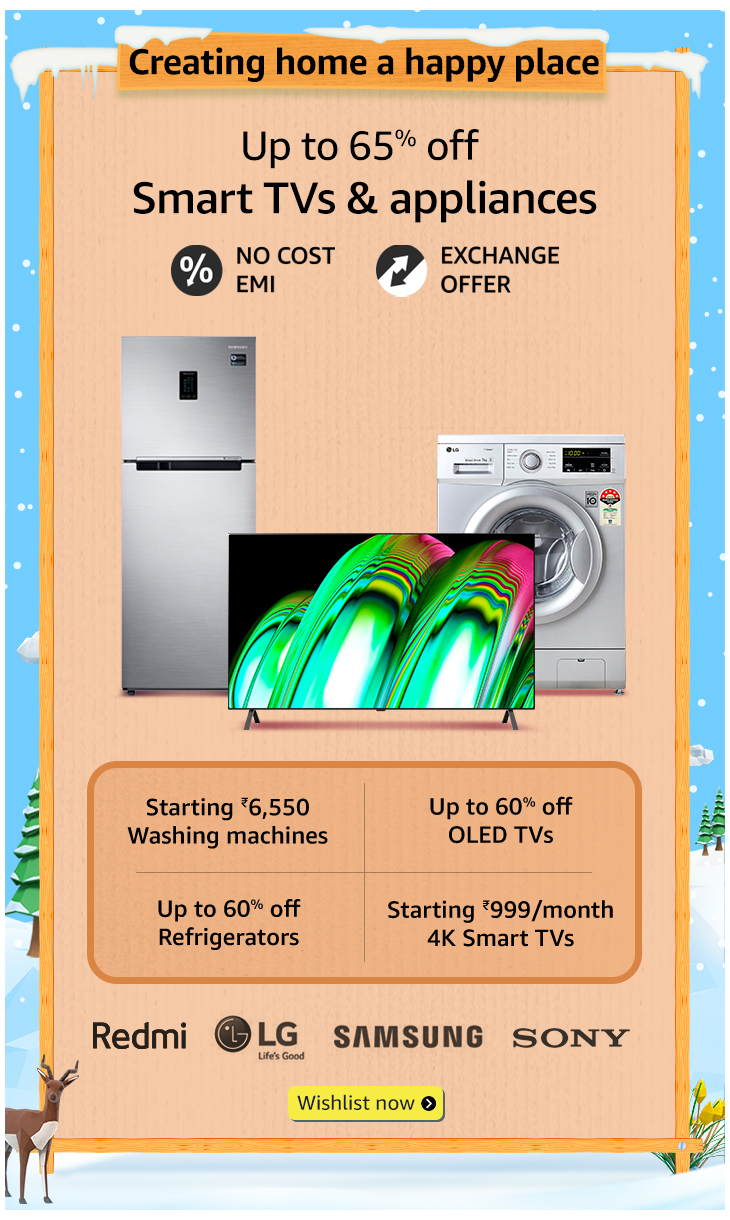 Creating home a happy place
Up to 65% off
Smart TVs & appliances
% NO COST
EMI
EXCHANGE
OFFER
SAMSUNG
LG
Starting ₹6,550
Washing machines
Up to 60% off
OLED TVs
Up to 60% off
Refrigerators
Starting ₹999/month
4K Smart TVs
Redmi
LG
Life's Good
SAMSUNG
SONY
Wishlist now